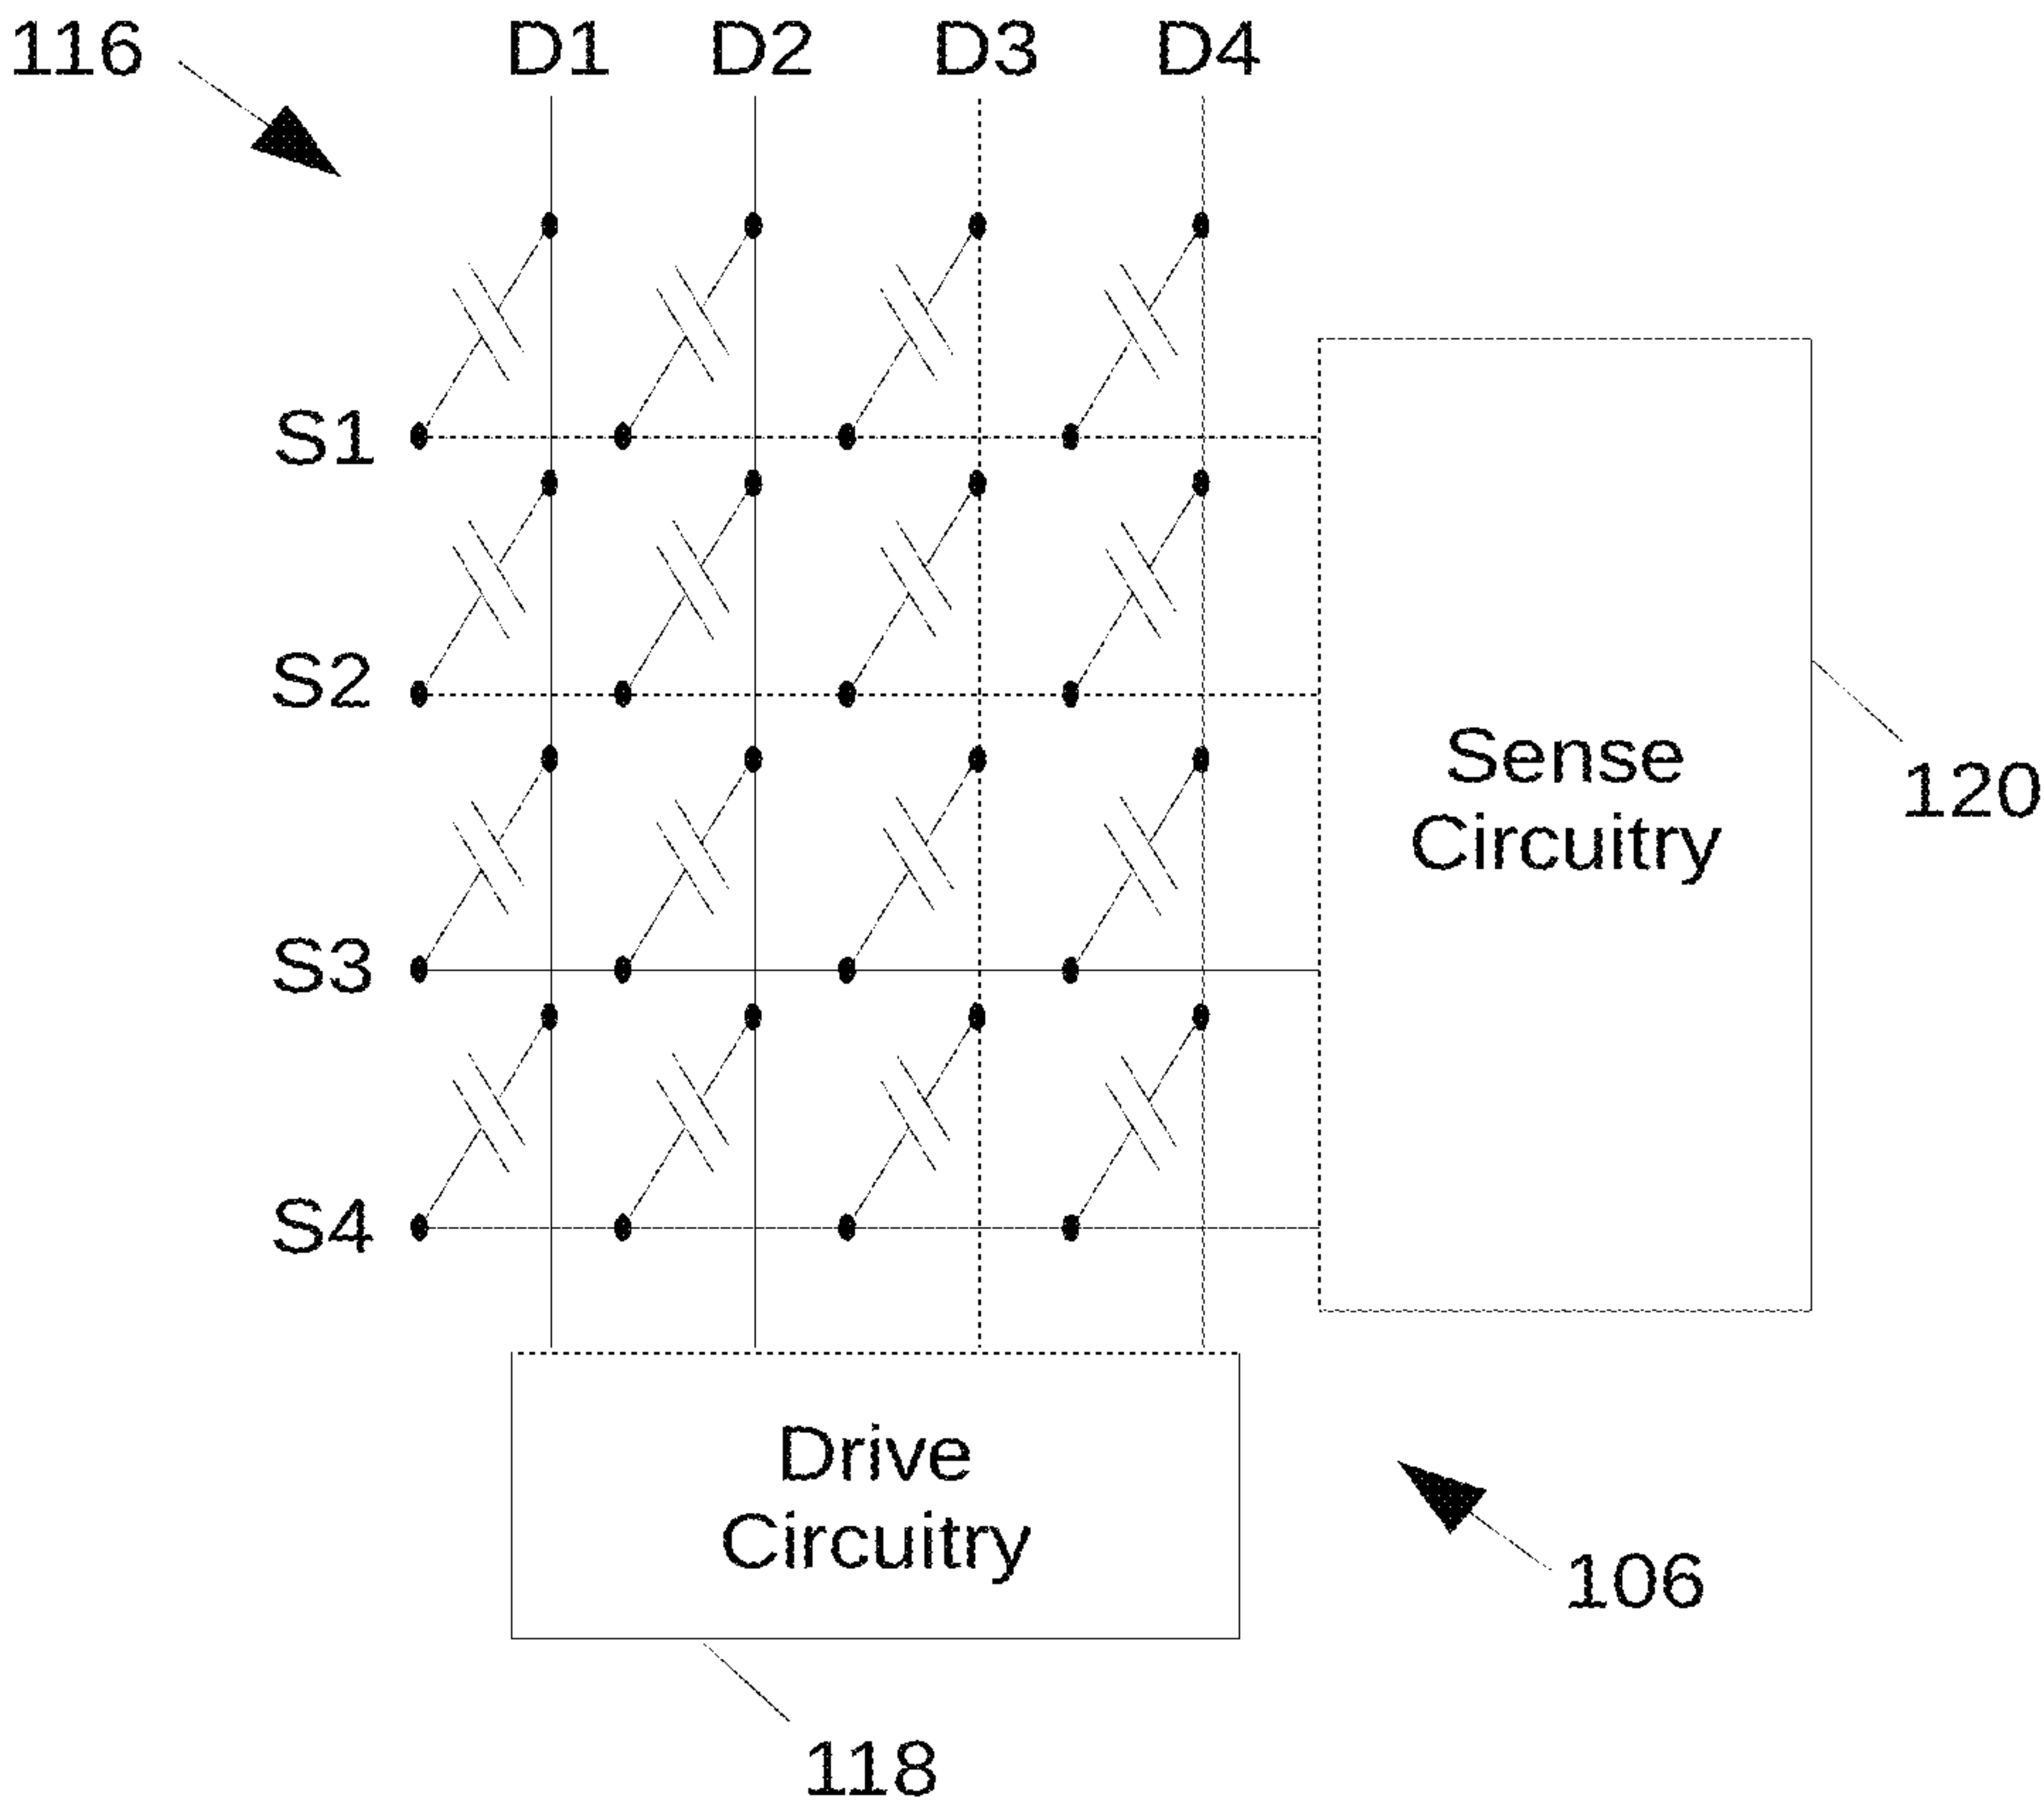 116
D1 D2 D3 D4
S1
S2
Sense
Circuitry
120
S3
S4
Drive
Circuitry
106
118